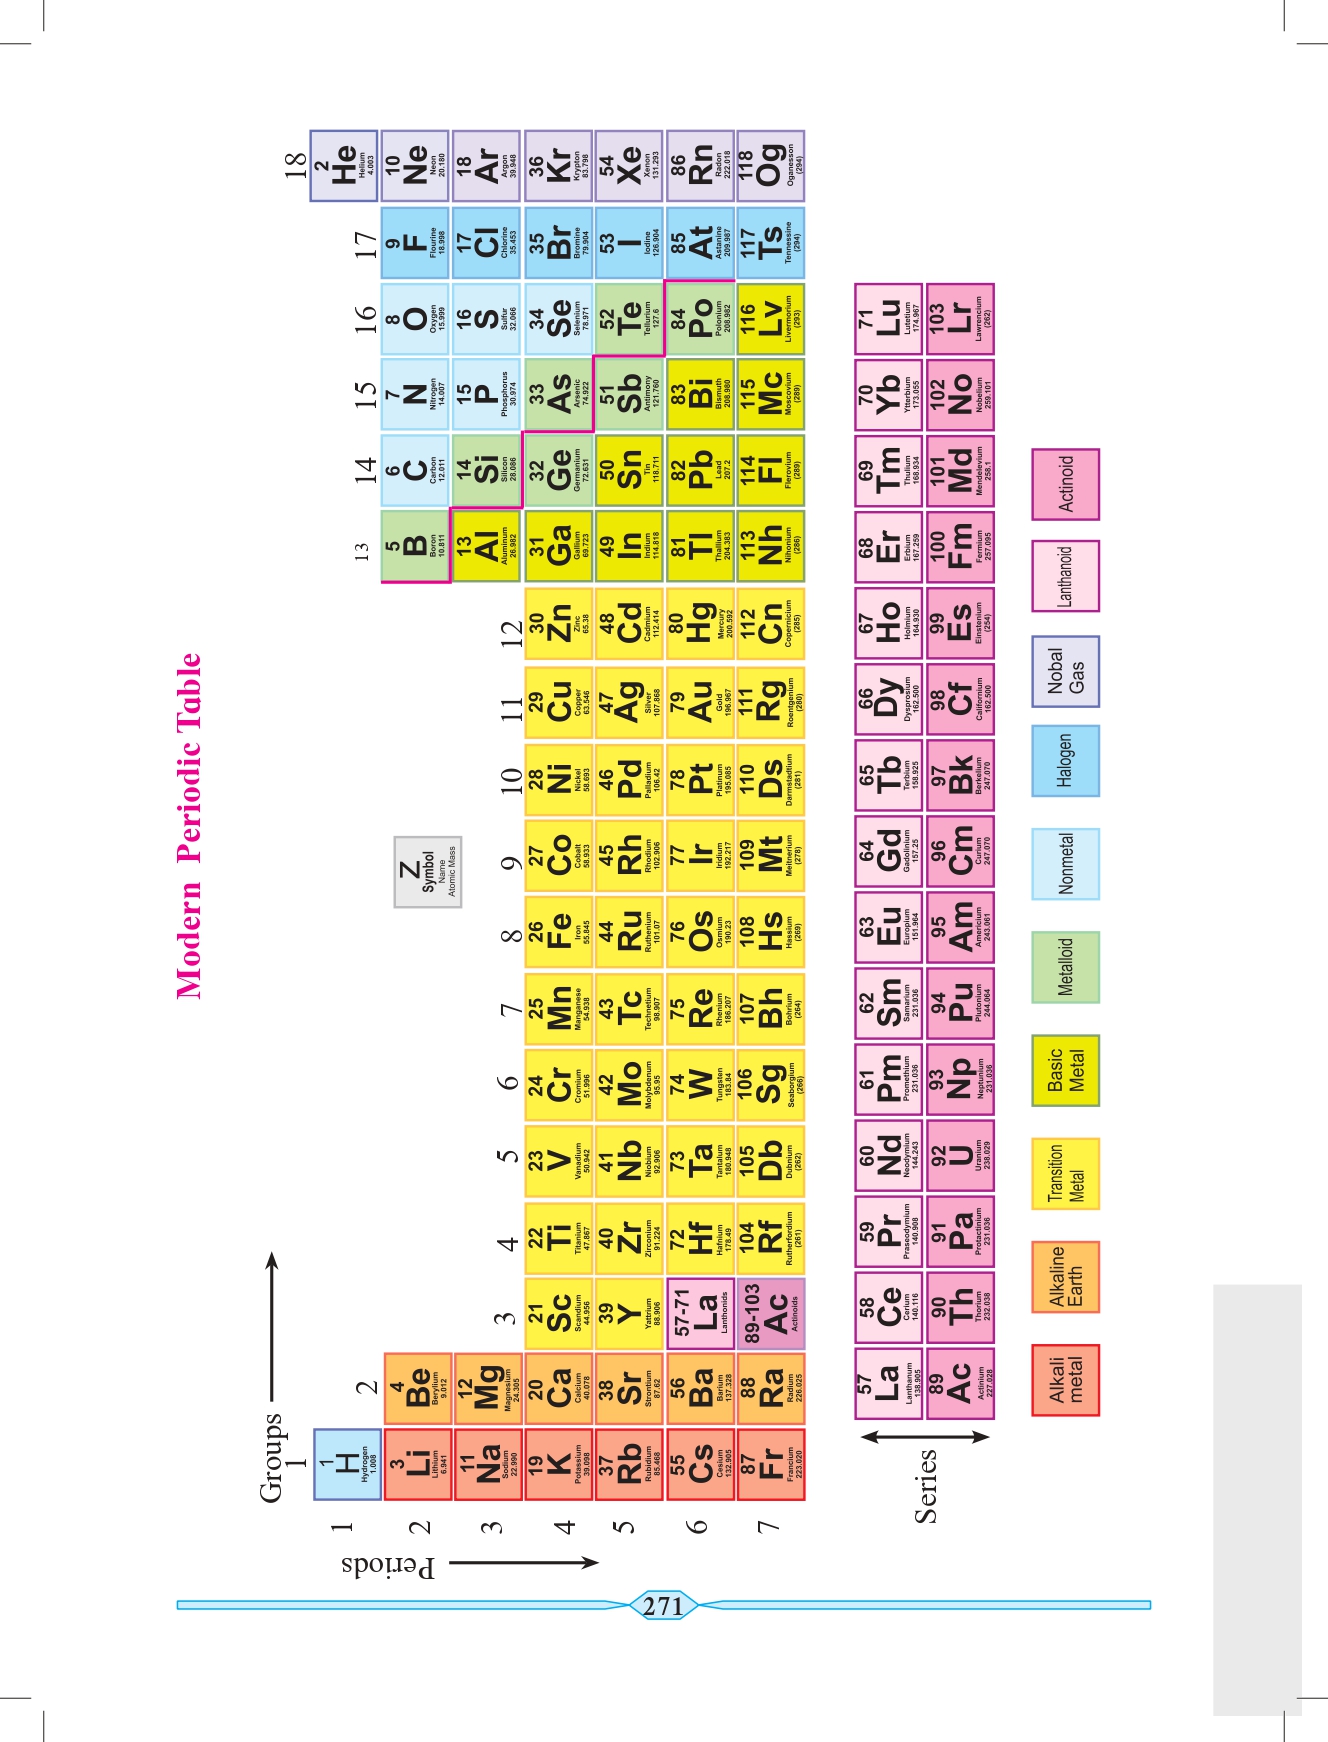 Modern Periodic Table
Groups
1
2
3
4
5
6
7
8
9
10
11
12
13
14
15
16
17
18
Periods
1
2
3
4
5
6
7
Z
Symbol
Name
Atomic Mass
1
H
Hydrogen
1.008
2
He
Helium
4.003
3
Li
Lithium
6.941
4
Be
Berylium
9.012
5
B
Boron
10.811
6
C
Carbon
12.011
7
N
Nitrogen
14.007
8
O
Oxygen
15.999
9
F
Flourine
18.998
10
Ne
Neon
20.180
11
Na
Sodium
22.990
12
Mg
Magnesium
24.305
13
Al
Aluminum
26.982
14
Si
Silicon
28.086
15
P
Phosphorus
30.974
16
S
Sulfur
32.066
17
Cl
Chlorine
35.453
18
Ar
Argon
39.948
19
K
Potassium
39.098
20
Ca
Calcium
40.078
21
Sc
Scandium
44.956
22
Ti
Titanium
47.867
23
V
Vanadium
50.942
24
Cr
Cromium
51.996
25
Mn
Manganese
54.938
26
Fe
Iron
55.845
27
Co
Cobalt
58.933
28
Ni
Nickel
58.693
29
Cu
Copper
63.546
30
Zn
Zinc
65.38
31
Ga
Gallium
69.723
32
Ge
Germanium
72.631
33
As
Arsenic
74.922
34
Se
Selenium
78.971
35
Br
Bromine
79.904
36
Kr
Krypton
83.798
37
Rb
Rubidium
85.468
38
Sr
Strontium
87.62
39
Y
Yattrium
88.906
40
Zr
Zirconium
91.224
41
Nb
Niobium
92.906
42
Mo
Molybdenum
95.95
43
Tc
Technetium
98.907
44
Ru
Ruthenium
101.07
45
Rh
Rhodium
102.906
46
Pd
Palladium
106.42
47
Ag
Silver
107.868
48
Cd
Cadmium
112.414
49
In
Indium
114.818
50
Sn
Tin
118.711
51
Sb
Antimony
121.760
52
Te
Tellurium
127.6
53
I
Iodine
126.904
54
Xe
Xenon
131.293
55
Cs
Cesium
132.905
56
Ba
Barium
137.328
57-71
La
Lanthonids
72
Hf
Hafnium
178.49
73
Ta
Tantalum
180.948
74
W
Tungsten
183.84
75
Re
Rhenium
186.207
76
Os
Osmium
190.23
77
Ir
Iridium
192.217
78
Pt
Platinum
195.085
79
Au
Gold
196.967
80
Hg
Mercury
200.592
81
Tl
Thallium
204.383
82
Pb
Lead
207.2
83
Bi
Bismuth
208.980
84
Po
Polonium
208.982
85
At
Astanine
209.987
86
Rn
Radon
222.018
87
Fr
Francium
223.020
88
Ra
Radium
226.025
89-103
Ac
Actinoids
104
Rf
Rutherfordium
(261)
105
Db
Dubnium
(262)
106
Sg
Seaborgium
(266)
107
Bh
Bohrium
(264)
108
Hs
Hassium
(269)
109
Mt
Meitnerium
(278)
110
Ds
Darmstadtium
(281)
111
Rg
Roentgenium
(280)
112
Cn
Copernicium
(285)
113
Nh
Nihonium
(286)
114
Fl
Flerovium
(289)
115
Mc
Moscovium
(289)
116
Lv
Livermorium
(293)
117
Ts
Tennessine
(294)
118
Og
Oganesson
(294)
Series
57
La
Lanthanum
138.905
58
Ce
Cerium
140.116
59
Pr
Praseodymium
140.908
60
Nd
Neodymium
144.243
61
Pm
Promethium
231.036
62
Sm
Samarium
231.036
63
Eu
Europium
151.964
64
Gd
Gadolinium
157.25
65
Tb
Terbium
158.925
66
Dy
Dysprosium
162.500
67
Ho
Holmium
164.930
68
Er
Erbium
167.259
69
Tm
Thulium
168.934
70
Yb
Ytterbium
173.055
71
Lu
Lutetium
174.967
89
Ac
Actinium
227.028
90
Th
Thorium
232.038
91
Pa
Protactinium
231.036
92
U
Uranium
238.029
93
Np
Neptunium
231.036
94
Pu
Plutonium
244.064
95
Am
Americium
243.061
96
Cm
Curium
247.070
97
Bk
Berkelium
247.070
98
Cf
Californium
162.500
99
Es
Einstenium
(254)
100
Fm
Fermium
257.095
101
Md
Mendelevium
258.1
102
No
Nobelium
259.101
103
Lr
Lawrencium
(262)
Alkali
metal
Alkaline
Earth
Transition
Metal
Basic
Metal
Metalloid
Nonmetal
Halogen
Nobal
Gas
Lanthanoid
Actinoid
271